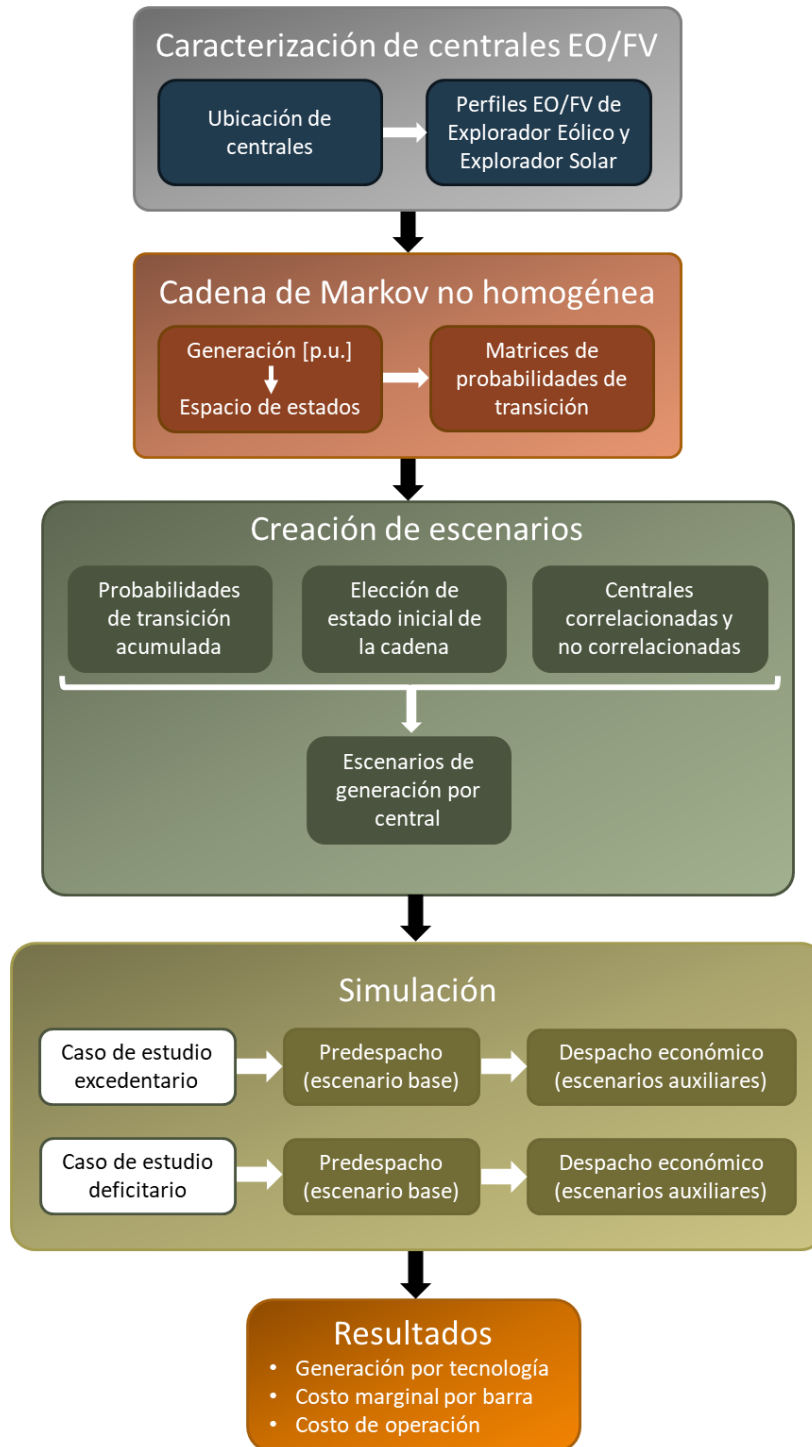 Caracterización de centrales EO/FV
Ubicación de
centrales
Perfiles EO/FV de
Explorador Eólico y
Explorador Solar
Cadena de Markov no homogénea
Generación [p.u.]
Espacio de estados
Matrices de
probabilidades de
transición
Creación de escenarios
Probabilidades
de transición
acumulada
Elección de
estado inicial de
la cadena
Centrales
correlacionadas y
no correlacionadas
Escenarios de
generación por
central
Simulación
Caso de estudio
excedentario
Predespacho
(escenario base)
Despacho económico
(escenarios auxiliares)
Caso de estudio
deficitario
Predespacho
(escenario base)
Despacho económico
(escenarios auxiliares)
Resultados
• Generación por tecnología
• Costo marginal por barra
• Costo de operación